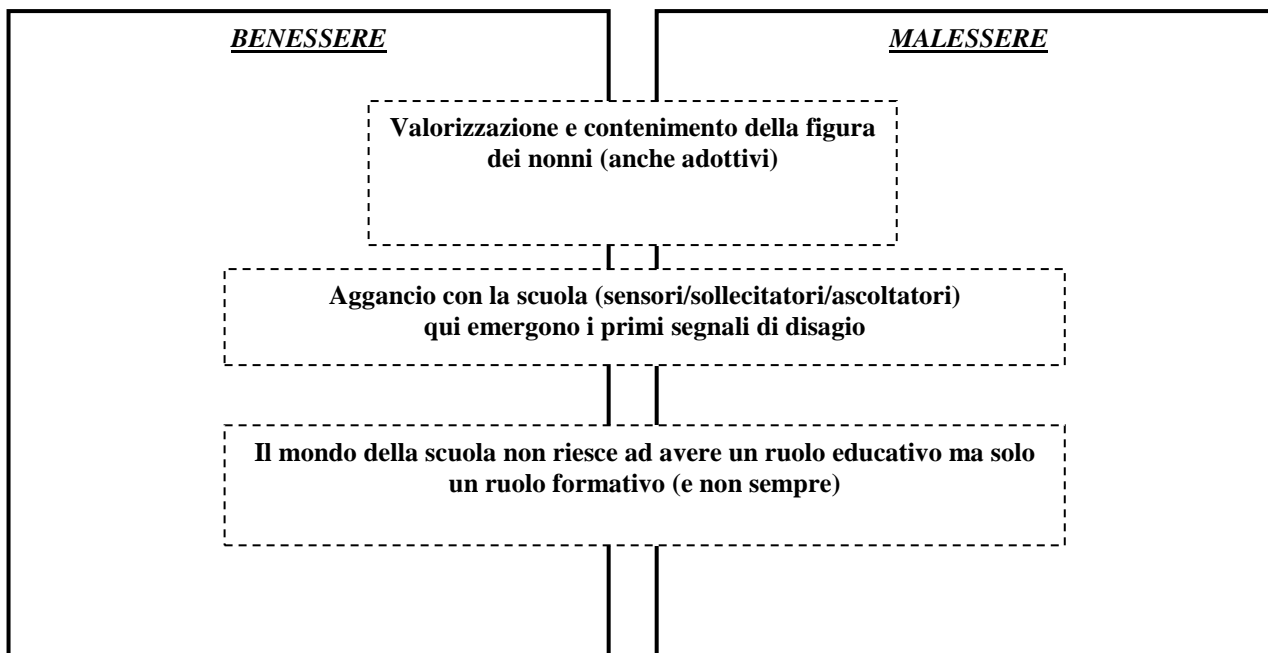 BENESSERE
MALESSERE
Valorizzazione e contenimento della figura
dei nonni (anche adottivi)
Aggancio con la scuola (sensori/sollecitatori/ascoltatori)
qui emergono i primi segnali di disagio
Il mondo della scuola non riesce ad avere un ruolo educativo ma solo
un ruolo formativo (e non sempre)